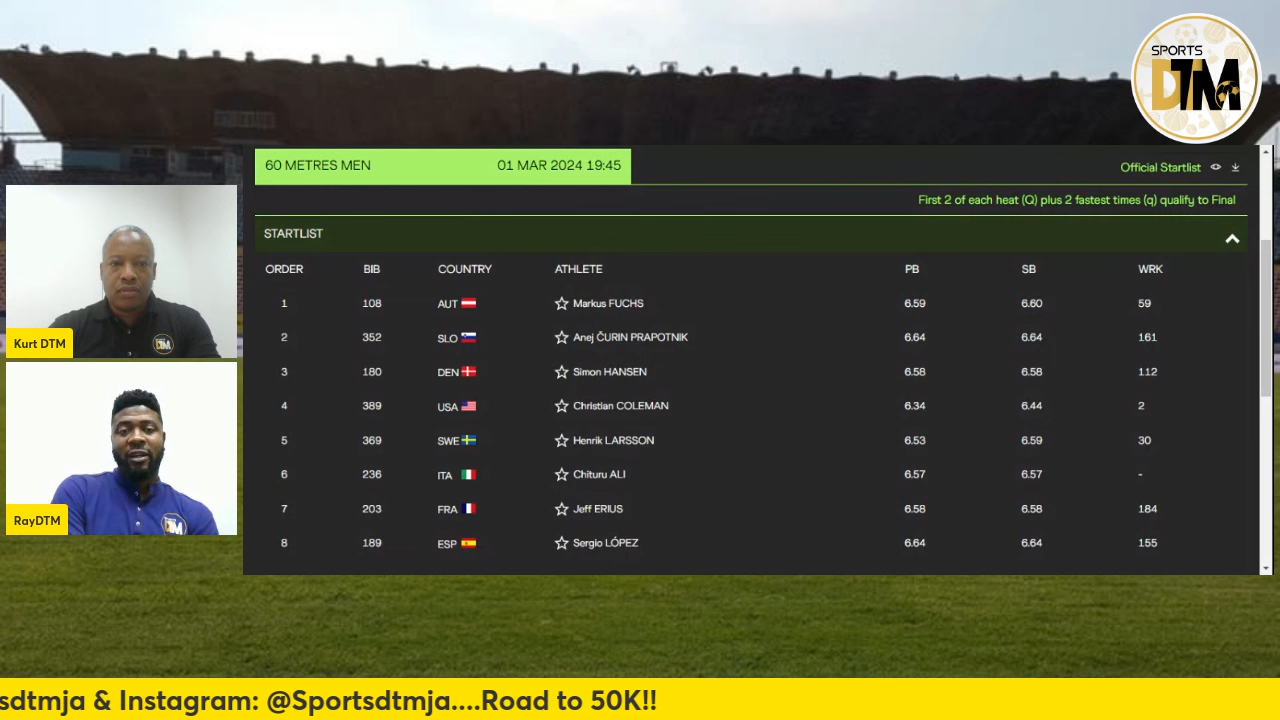 SPORTS
DTM
60 METRES MEN 01 MAR 2024 19:45
Official Startlist
First 2 of each heat (Q) plus 2 fastest times (q) qualify to Final
STARTLIST
ORDER BIB COUNTRY ATHLETE PB SB WRK
1 108 AUT Markus FUCHS 6.59 6.60 59
2 352 SLO Anej ČURIN PRAPOTNIK 6.64 6.64 161
3 180 DEN Simon HANSEN 6.58 6.58 112
4 389 USA Christian COLEMAN 6.34 6.44 2
5 369 SWE Henrik LARSSON 6.53 6.59 30
6 236 ITA Chituru ALI 6.57 6.57 -
7 203 FRA Jeff ERIUS 6.58 6.58 184
8 189 ESP Sergio LÓPEZ 6.64 6.64 155
DTM
Kurt DTM
DTM
RayDTM
sdtmja & Instagram: @Sportsdtmja....Road to 50K!!